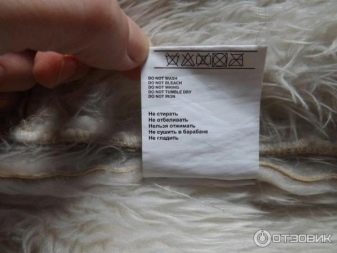 DO NOT WASH
DO NOT BLEACH
DO NOT WRING
DO NOT TUMBLE DRY
DO NOT IRON
Не стирать
Не отбеливать
Нельзя отжимать
Не сушить в барабане
Не гладить
ОТЗОВИК